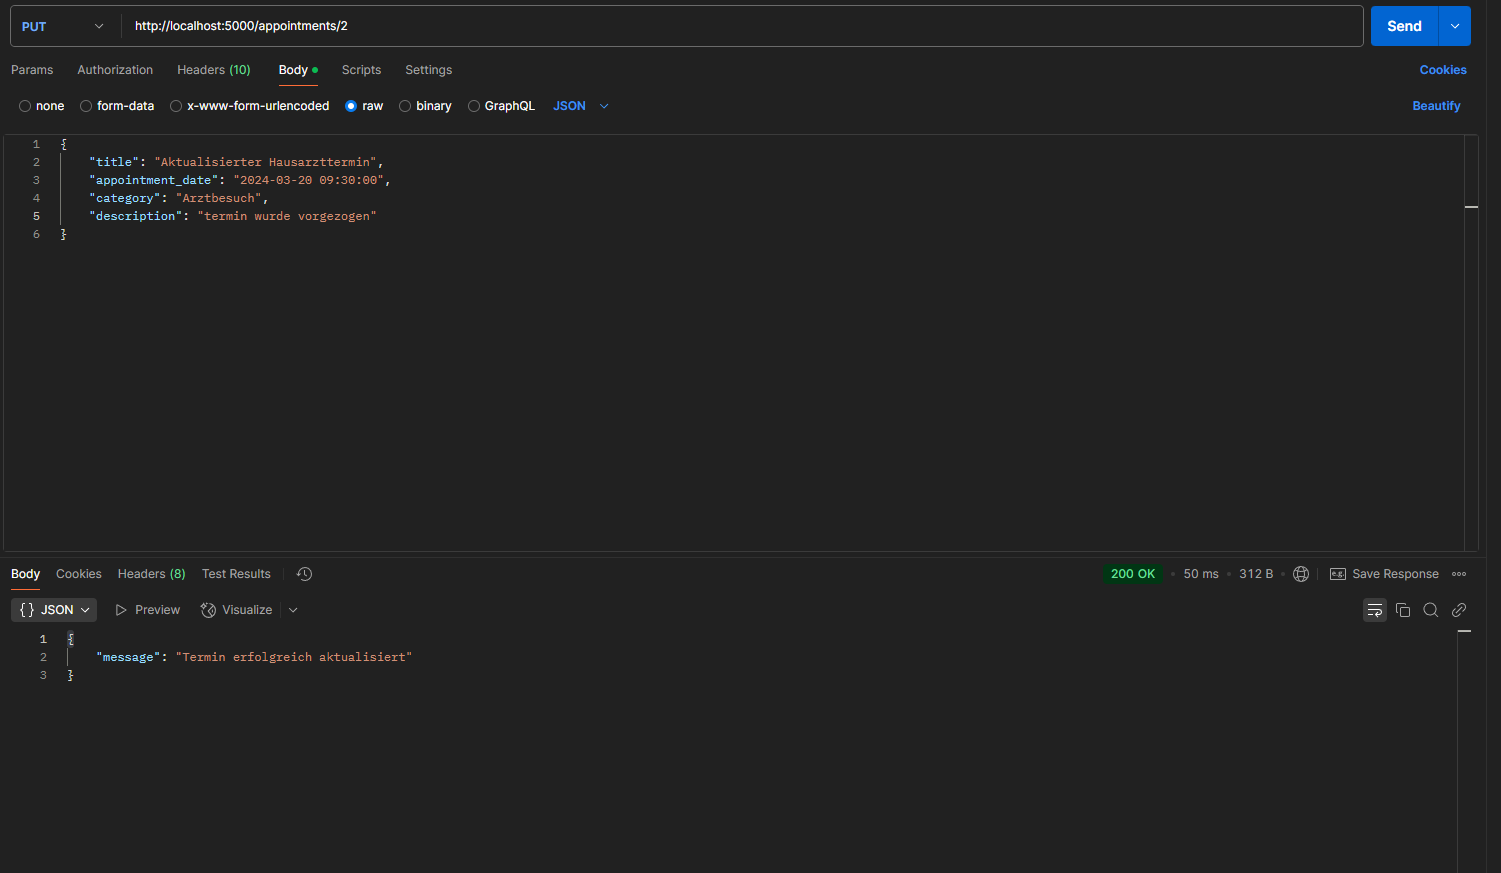 PUT http://localhost:5000/appointments/2 Send
Params Authorization Headers (10) Body Scripts Settings Cookies
none form-data x-www-form-urlencoded raw binary GraphQL JSON Beautify
1 {
2 "title": "Aktualisierter Hausarzttermin",
3 "appointment_date": "2024-03-20 09:30:00",
4 "category": "Arztbesuch",
5 "description": "termin wurde vorgezogen"
6 }
Body Cookies Headers (8) Test Results 200 OK 50 ms 312 B e.g. Save Response
{} JSON Preview Visualize
1 {
2 "message": "Termin erfolgreich aktualisiert"
3 }